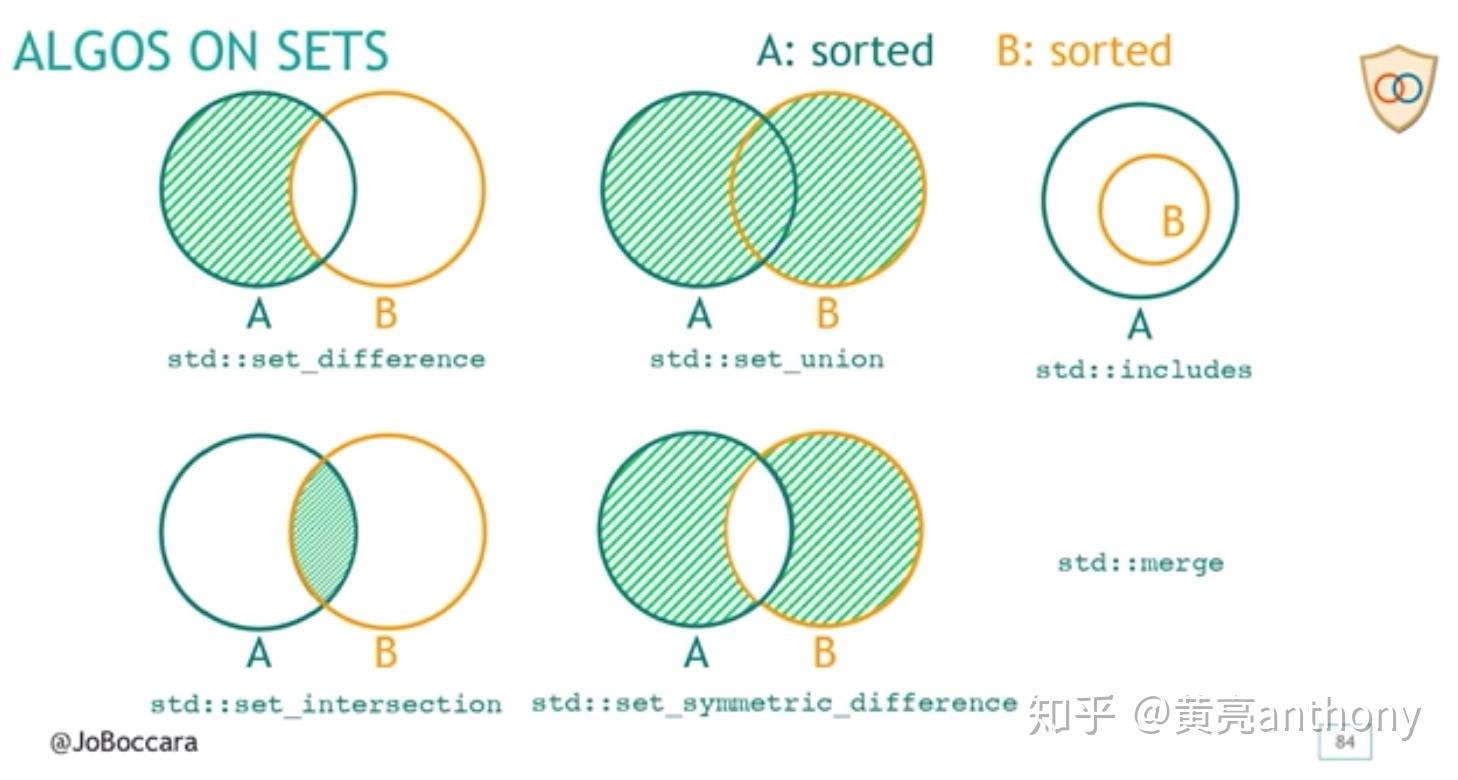 ALGOS ON SETS
A: sorted B: sorted
A B
std::set_difference
A B
std::set_union
B
A
std::includes
A B
std::set_intersection
A B
std::set_symmetric_difference
std::merge
知乎 @黄亮anthony
@JoBoccara
84